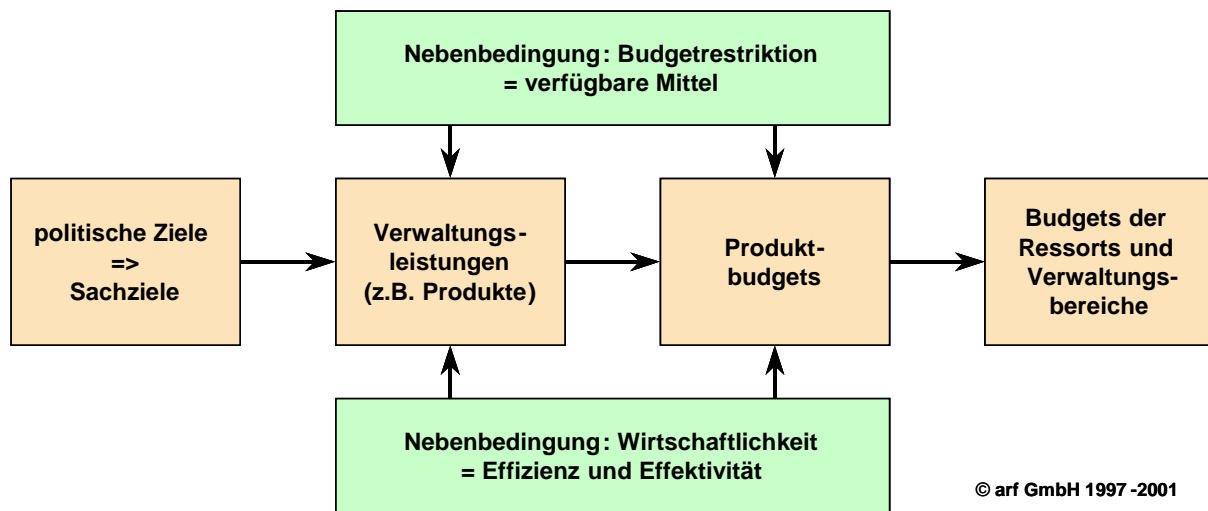 Nebenbedingung: Budgetrestriktion
= verfügbare Mittel
politische Ziele
=>
Sachziele
Verwaltungs-
leistungen
(z.B. Produkte)
Produkt-
budgets
Budgets der
Ressorts und
Verwaltungs-
bereiche
Nebenbedingung: Wirtschaftlichkeit
= Effizienz und Effektivität
© arf GmbH 1997 -2001